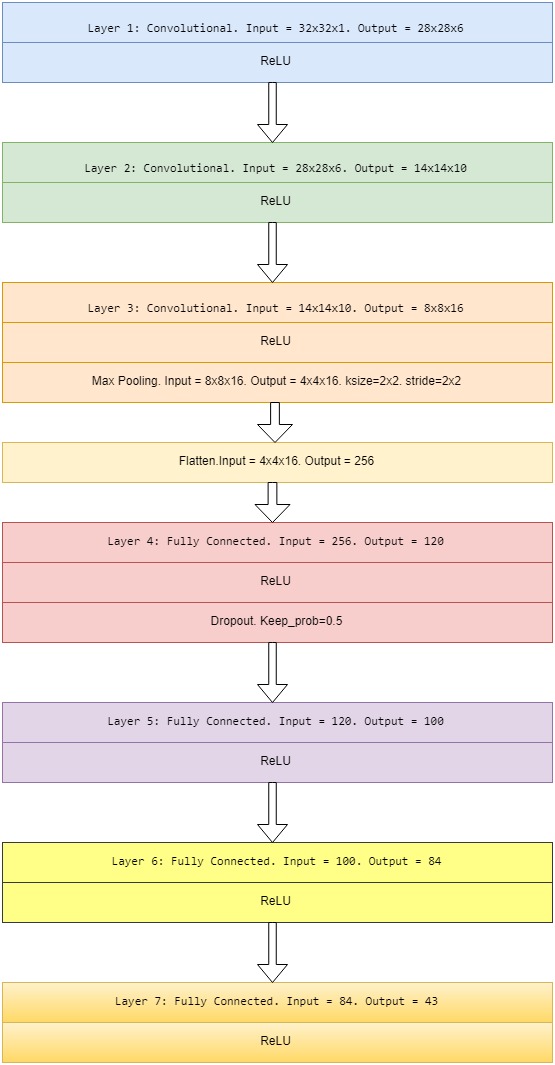 Layer 1: Convolutional. Input = 32x32x1. Output = 28x28x6
ReLU
Layer 2: Convolutional. Input = 28x28x6. Output = 14x14x10
ReLU
Layer 3: Convolutional. Input = 14x14x10. Output = 8x8x16
ReLU
Max Pooling. Input = 8x8x16. Output = 4x4x16. ksize=2x2. stride=2x2
Flatten.Input = 4x4x16. Output = 256
Layer 4: Fully Connected. Input = 256. Output = 120
ReLU
Dropout. Keep_prob=0.5
Layer 5: Fully Connected. Input = 120. Output = 100
ReLU
Layer 6: Fully Connected. Input = 100. Output = 84
ReLU
Layer 7: Fully Connected. Input = 84. Output = 43
ReLU